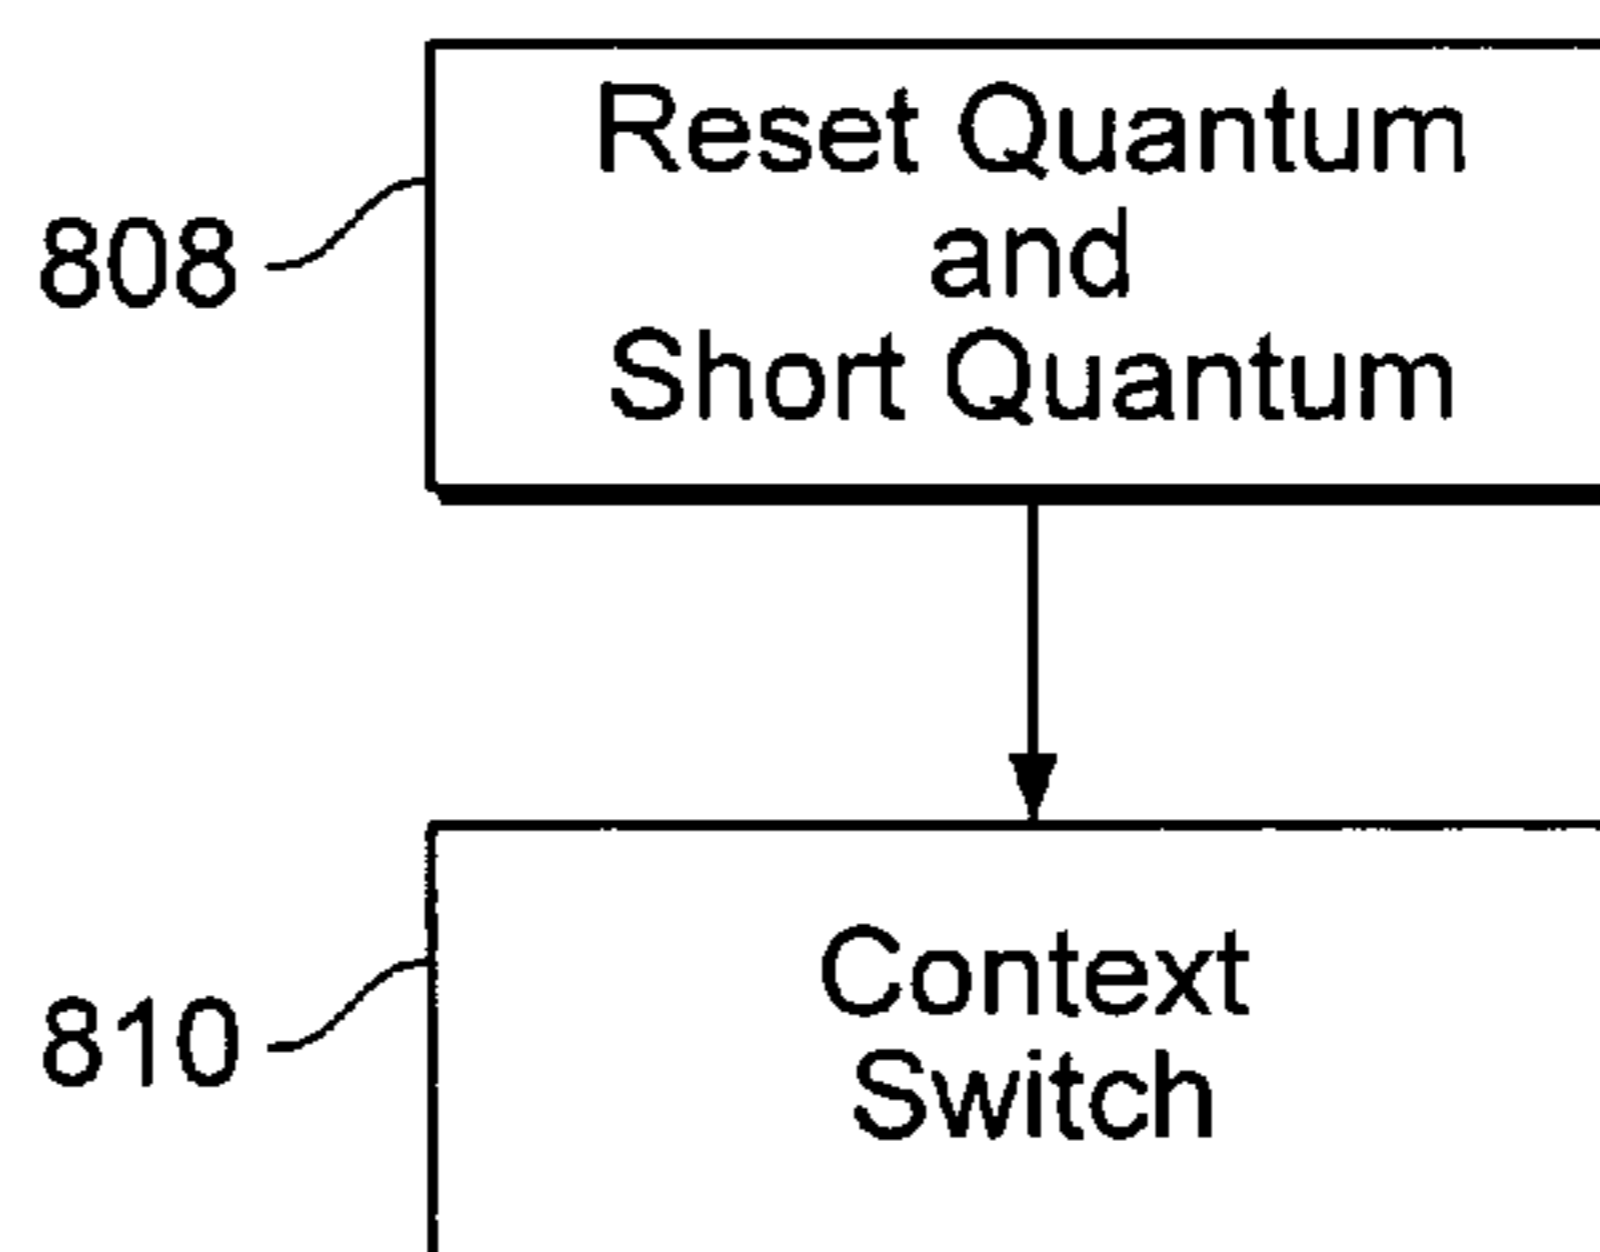 Reset Quantum
and
808
Short Quantum
Context
810
Switch